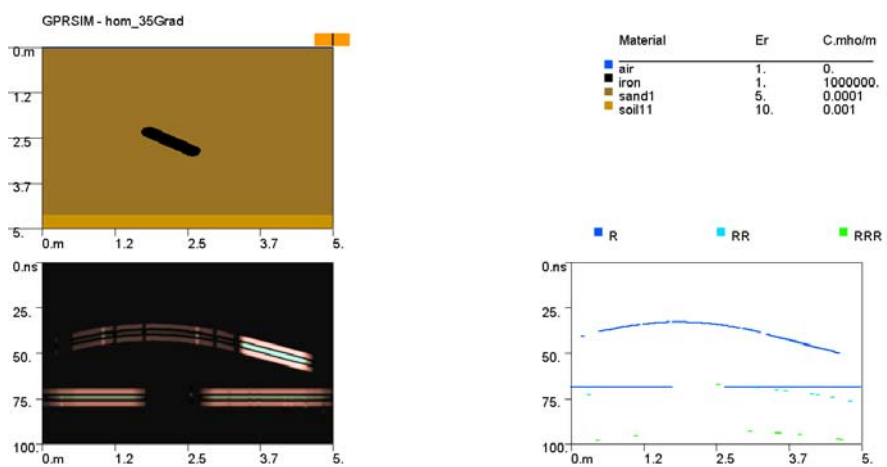 GPRSIM - hom_35Grad
0.m
1.2
2.5
3.7
5.
0.m 1.2 2.5 3.7 5.
Material Er C.mho/m
air 1. 0.
iron 1. 1000000.
sand1 5. 0.0001
soil11 10. 0.001
R RR RRR
0.ns
25.
50.
75.
100.
0.m 1.2 2.5 3.7 5.
0.ns
25.
50.
75.
100.
0.m 1.2 2.5 3.7 5.